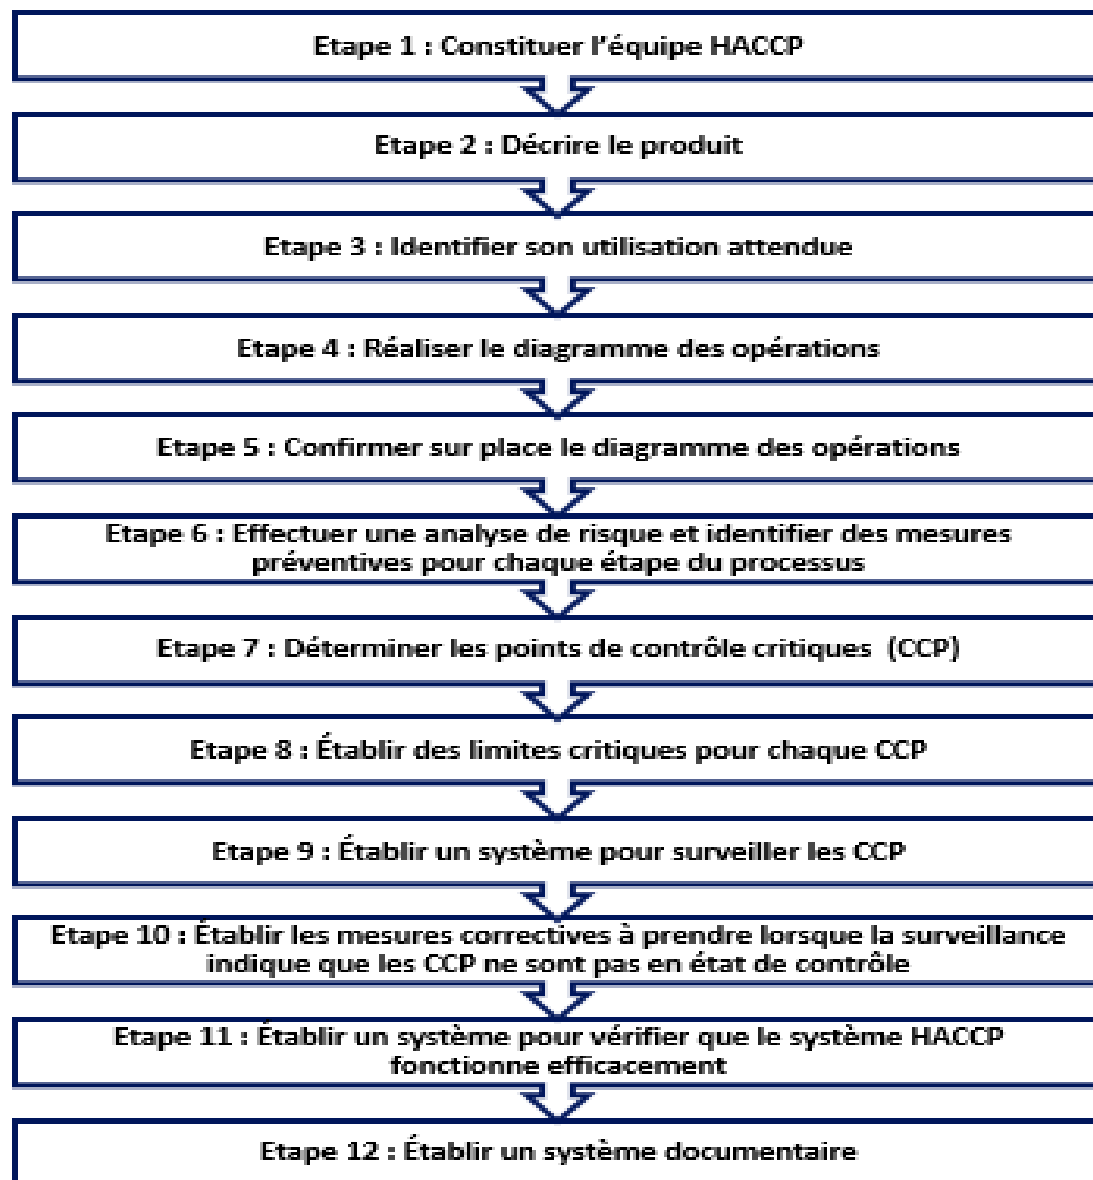 Etape 1 : Constituer l'équipe HACCP
Etape 2 : Décrire le produit
Etape 3 : Identifier son utilisation attendue
Etape 4 : Réaliser le diagramme des opérations
Etape 5 : Confirmer sur place le diagramme des opérations
Etape 6 : Effectuer une analyse de risque et identifier des mesures
préventives pour chaque étape du processus
Etape 7 : Déterminer les points de contrôle critiques (CCP)
Etape 8 : Établir des limites critiques pour chaque CCP
Etape 9 : Établir un système pour surveiller les CCP
Etape 10 : Établir les mesures correctives à prendre lorsque la surveillance
indique que les CCP ne sont pas en état de contrôle
Etape 11 : Établir un système pour vérifier que le système HACCP
fonctionne efficacement
Etape 12 : Établir un système documentaire